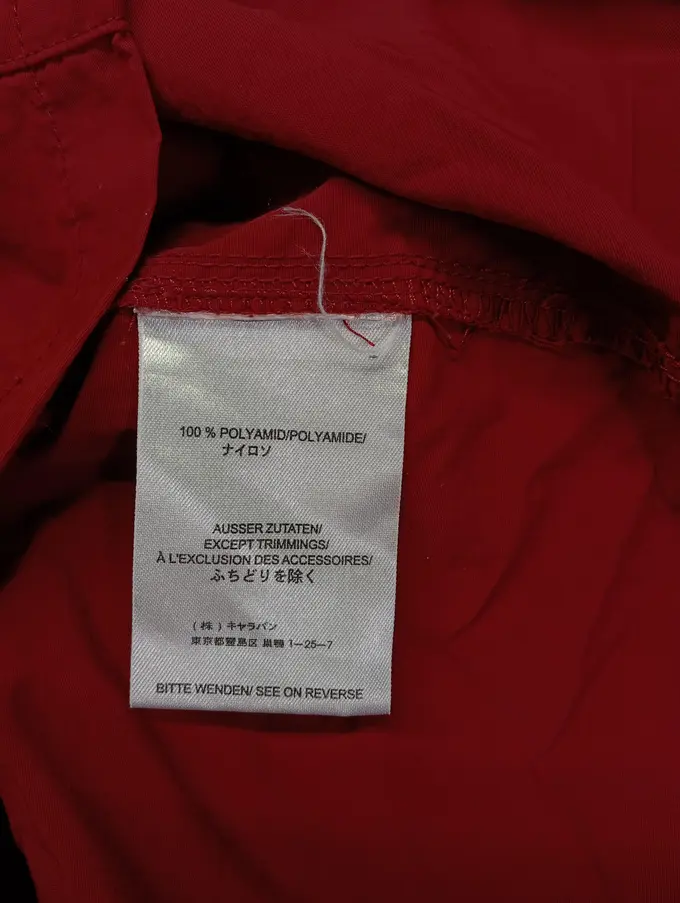 100 % POLYAMID/POLYAMIDE/
ナイロソ
AUSSER ZUTATEN/
EXCEPT TRIMMINGS/
À L'EXCLUSION DES ACCESSOIRES/
ふちどりを除く
(株) キャラバン
東京都豐島区 巣鴨 1-25-7
BITTE WENDEN/ SEE ON REVERSE